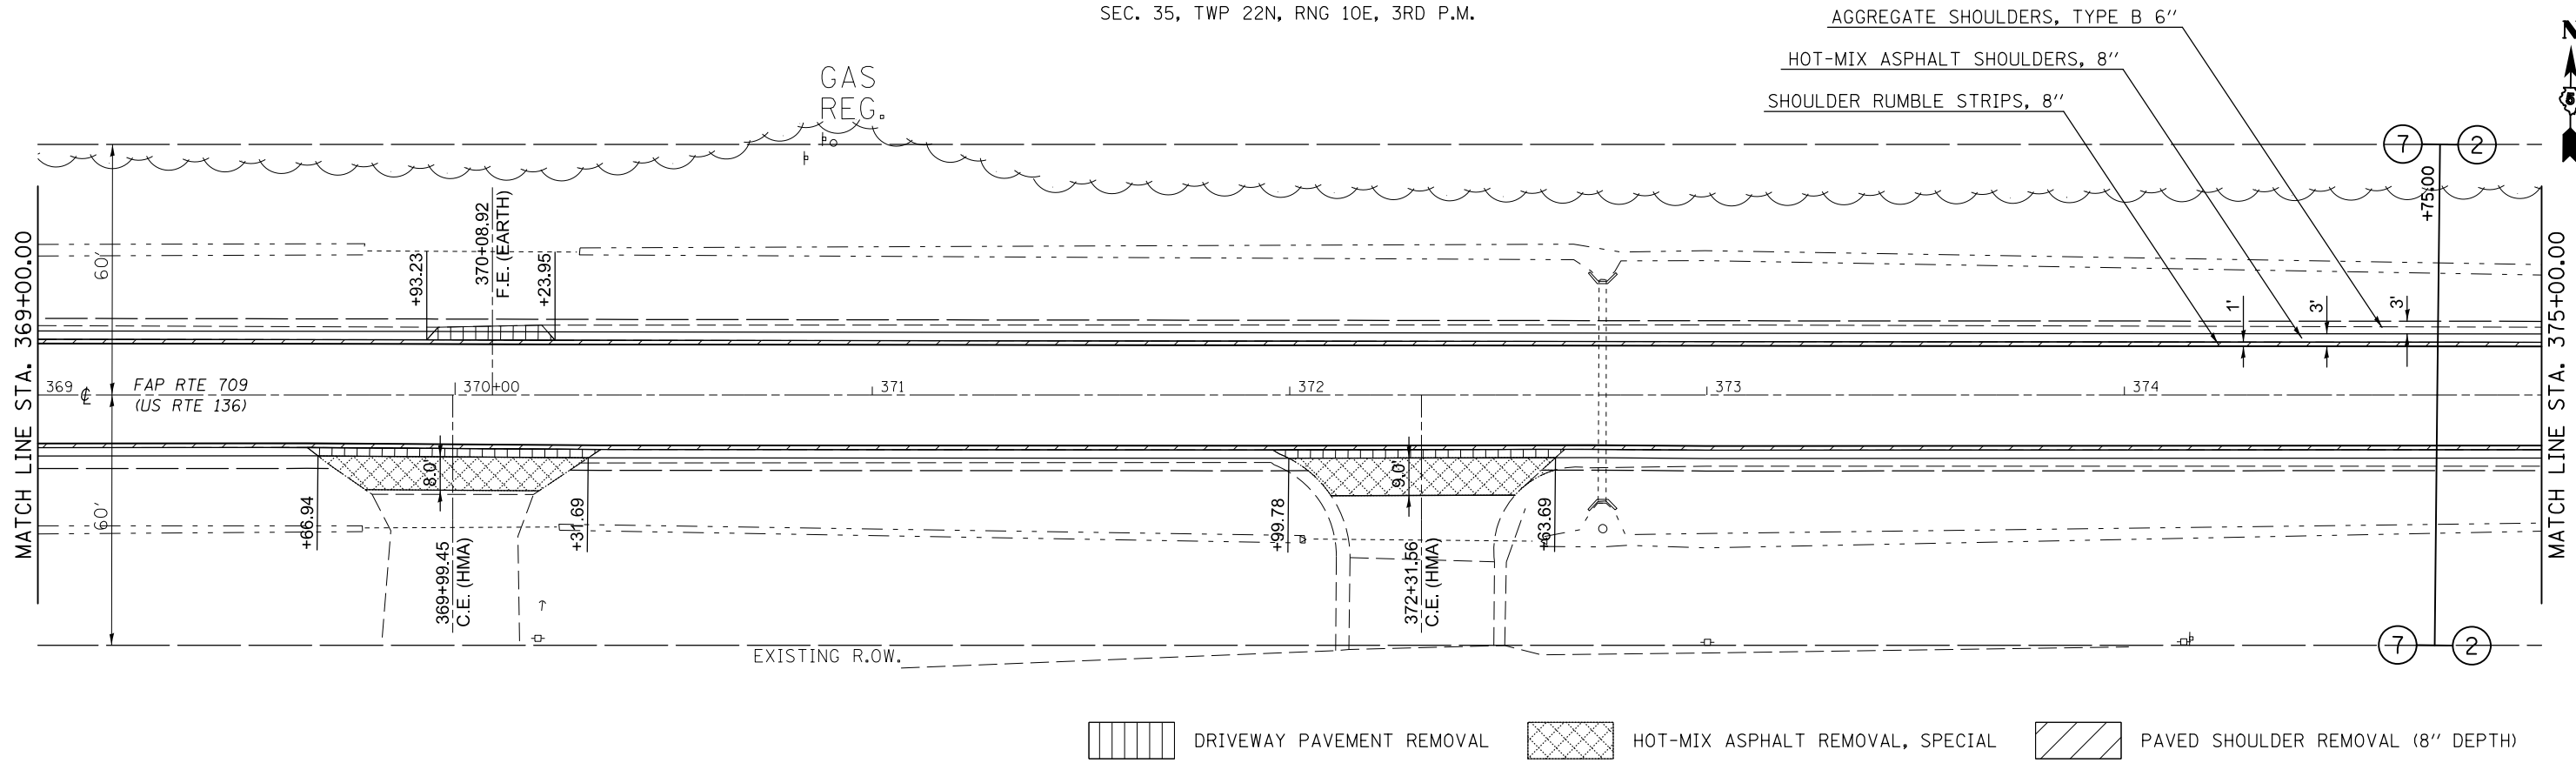 SEC. 35, TWP 22N, RNG 10E, 3RD P.M.
AGGREGATE SHOULDERS, TYPE B 6''
HOT-MIX ASPHALT SHOULDERS, 8''
SHOULDER RUMBLE STRIPS, 8''
N
5
GAS
REG.
7
2
+75.00
MATCH LINE STA. 369+00.00
60'
+93.23
370+08.92
F.E. (EARTH)
+23.95
1'
3'
3'
MATCH LINE STA. 375+00.00
369
℄
FAP RTE 709
(US RTE 136)
370+00
371
372
373
374
60'
+66.94
8.0'
369+99.45
C.E. (HMA)
+31.69
+99.78
9.0'
372+31.56
C.E. (HMA)
+63.69
EXISTING R.O.W.
7
2
DRIVEWAY PAVEMENT REMOVAL
HOT-MIX ASPHALT REMOVAL, SPECIAL
PAVED SHOULDER REMOVAL (8'' DEPTH)